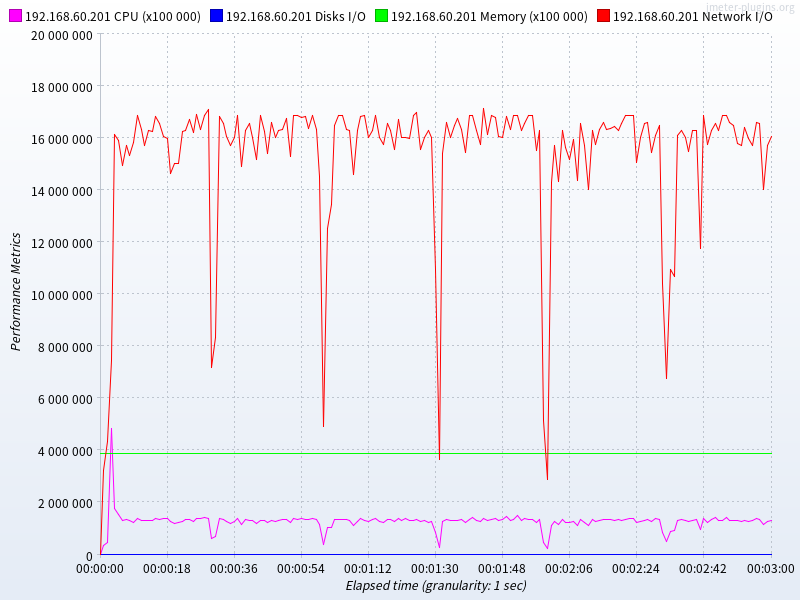 jmeter-plugins.org
192.168.60.201 CPU (x100 000) 192.168.60.201 Disks I/O 192.168.60.201 Memory (x100 000) 192.168.60.201 Network I/O
20 000 000
18 000 000
16 000 000
14 000 000
12 000 000
10 000 000
8 000 000
6 000 000
4 000 000
2 000 000
0
Performance Metrics
00:00:00 00:00:18 00:00:36 00:00:54 00:01:12 00:01:30 00:01:48 00:02:06 00:02:24 00:02:42 00:03:00
Elapsed time (granularity: 1 sec)